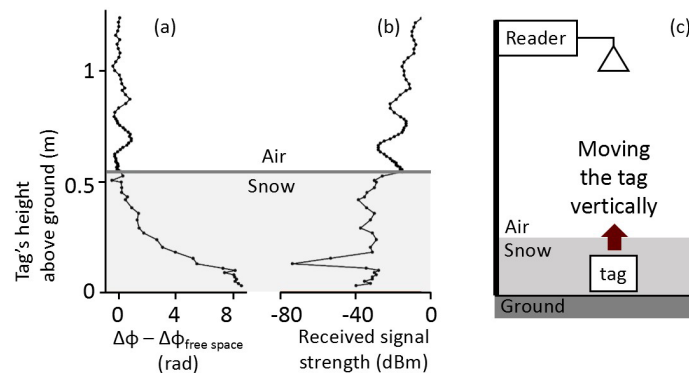 (a)
(b)
(c)
Tag's height
above ground (m)
1
0.5
0
Air
Snow
0
4
8
-80
-40
0
Δϕ – Δϕfree space
(rad)
Received signal
strength (dBm)
Reader
Moving
the tag
vertically
Air
Snow
tag
Ground